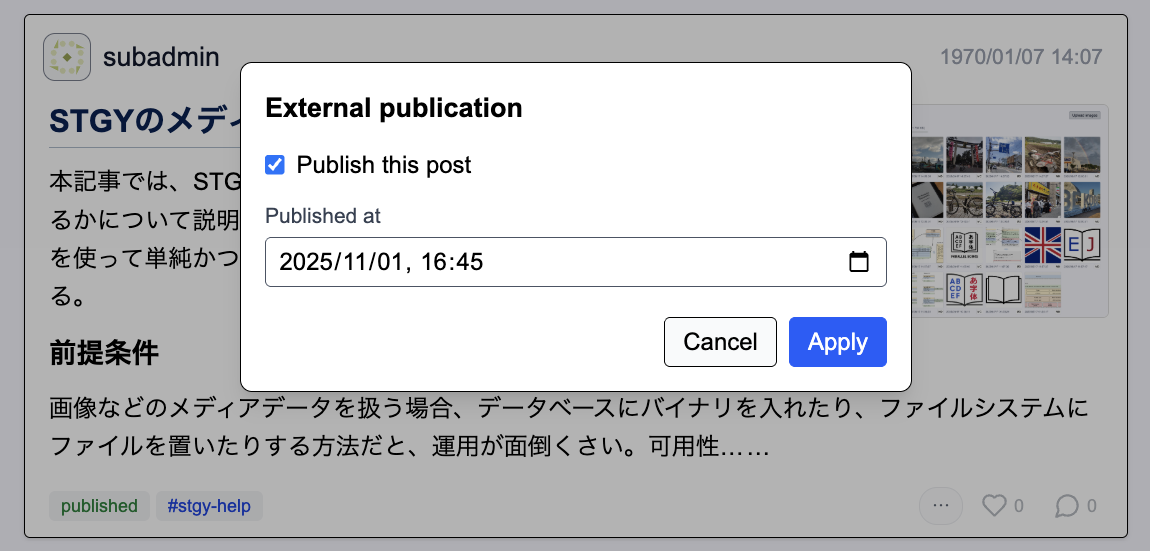 subadmin
1970/01/07 14:07
External publication
STGYのメディ
Publish this post
本記事では、STG
Published at
るかについて説明
2025/11/01, 16:45
を使って単純かつ
る。
Cancel
Apply
前提条件
画像などのメディアデータを扱う場合、データベースにバイナリを入れたり、ファイルシステムに
ファイルを置いたりする方法だと、運用が面倒くさい。可用性……
published
#stgy-help
0
0